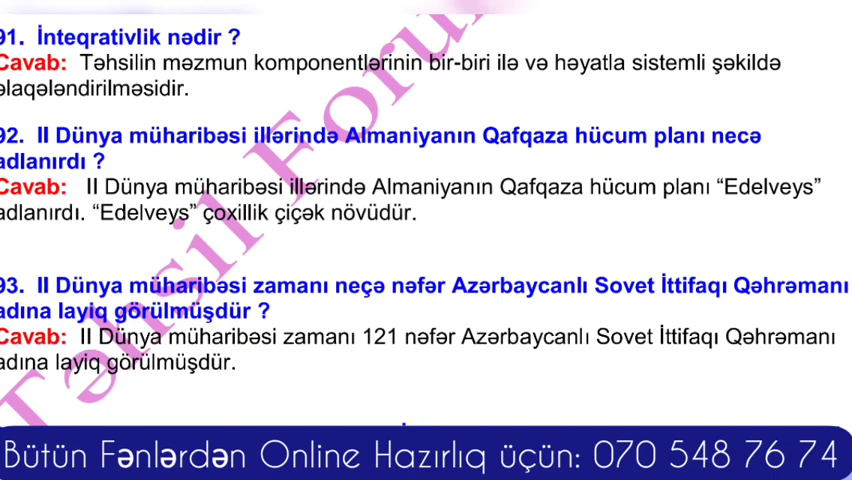 91. İnteqrativlik nədir ?
Cavab: Təhsilin məzmun komponentlərinin bir-biri ilə və həyatla sistemli şəkildə
əlaqələndirilməsidir.
92. II Dünya müharibəsi illərində Almaniyanın Qafqaza hücum planı necə
adlanırdı ?
Cavab: II Dünya müharibəsi illərində Almaniyanın Qafqaza hücum planı “Edelveys”
adlanırdı. “Edelveys” çoxillik çiçək növüdür.
93. II Dünya müharibəsi zamanı neçə nəfər Azərbaycanlı Sovet İttifaqı Qəhrəmanı
adına layiq görülmüşdür ?
Cavab: II Dünya müharibəsi zamanı 121 nəfər Azərbaycanlı Sovet İttifaqı Qəhrəmanı
adına layiq görülmüşdür.
Təhsil Forum
Bütün Fənlərdən Online Hazırlıq üçün: 070 548 76 74